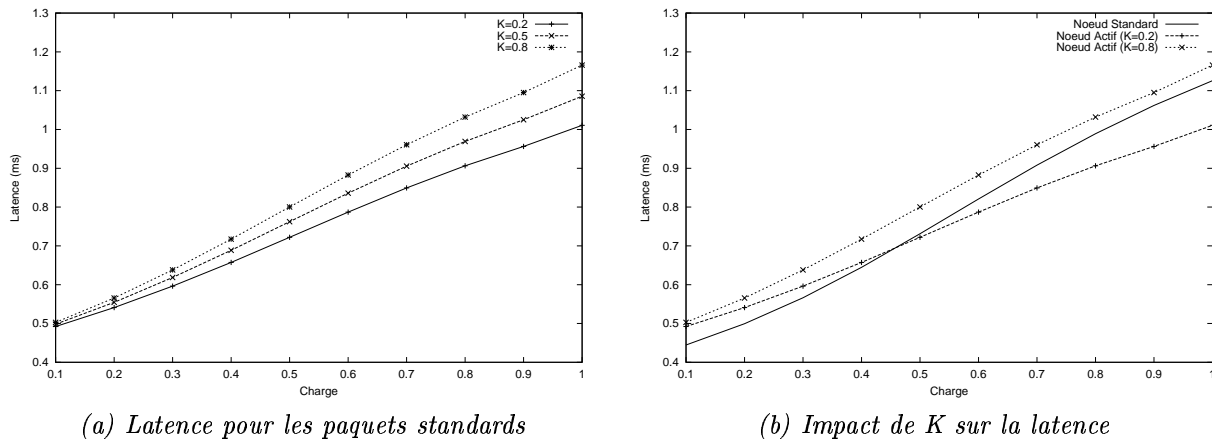 1.3
1.2
1.1
1
0.9
0.8
0.7
0.6
0.5
0.4
0.1 0.2 0.3 0.4 0.5 0.6 0.7 0.8 0.9 1
Latence (ms)
Charge
K=0.2
K=0.5
K=0.8
(a) Latence pour les paquets standards
1.3
1.2
1.1
1
0.9
0.8
0.7
0.6
0.5
0.4
0.1 0.2 0.3 0.4 0.5 0.6 0.7 0.8 0.9 1
Latence (ms)
Charge
Noeud Standard
Noeud Actif (K=0.2)
Noeud Actif (K=0.8)
(b) Impact de K sur la latence